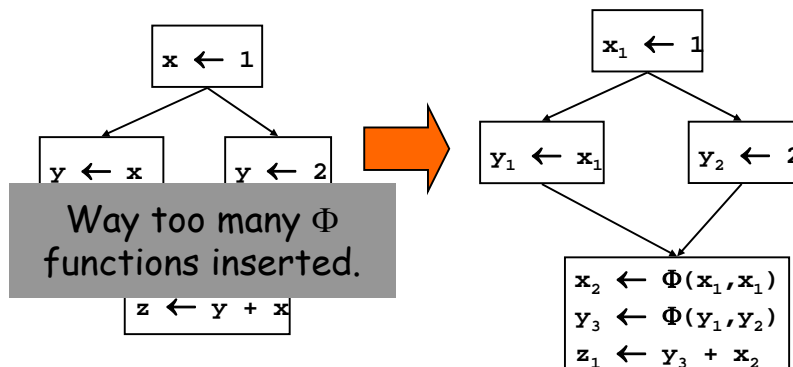 x ← 1
y ← x
y ← 2
Way too many Φ
functions inserted.
z ← y + x
x₁ ← 1
y₁ ← x₁
y₂ ← 2
x₂ ← Φ(x₁,x₁)
y₃ ← Φ(y₁,y₂)
z₁ ← y₃ + x₂